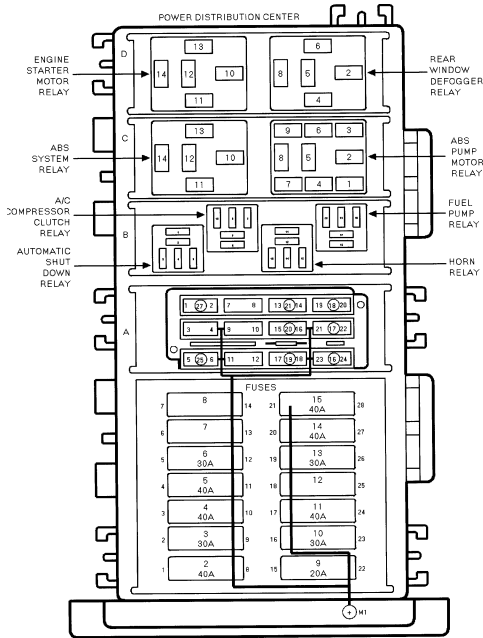 POWER DISTRIBUTION CENTER
D
ENGINE
STARTER
MOTOR
RELAY
13
14 12 10
11
6
8 5 2
4
REAR
WINDOW
DEFOGGER
RELAY
C
ABS
SYSTEM
RELAY
13
14 12 10
11
9 6 3
8 5 2
7 4 1
ABS
PUMP
MOTOR
RELAY
B
A/C
COMPRESSOR
CLUTCH
RELAY
FUEL
PUMP
RELAY
AUTOMATIC
SHUT
DOWN
RELAY
HORN
RELAY
A
1 27 2 7 8 13 21 14 19 18 20
3 4 9 10 15 20 16 21 17 22
5 25 6 11 12 17 19 18 23 16 24
FUSES
7 8 14
21 15 28
40A
6 7 13
20 14 27
40A
5 6 12
30A
19 13 26
30A
4 5 11
40A
18 12 25
3 4 10
40A
17 11 24
40A
2 3 9
30A
16 10 23
30A
1 2 8
40A
15 9 22
20A
M1